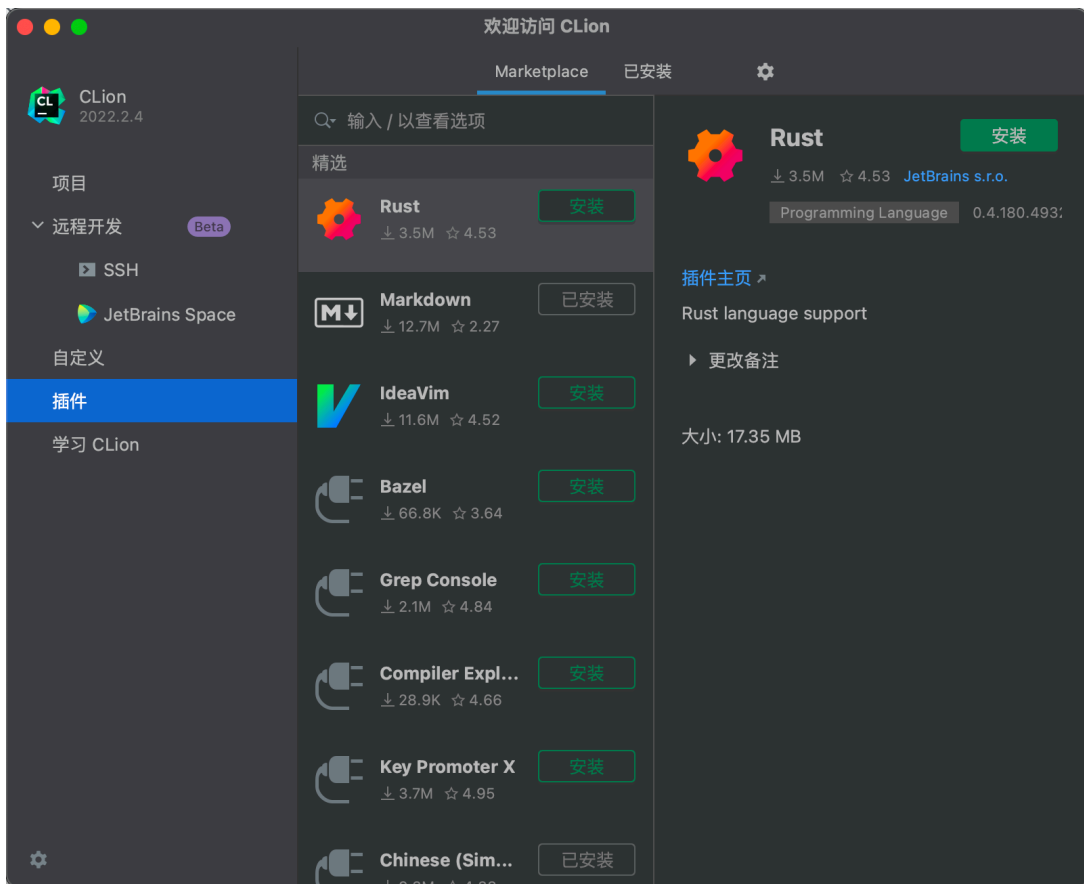 欢迎访问 CLion
CL
CLion
2022.2.4
项目
远程开发 Beta
SSH
JetBrains Space
自定义
插件
学习 CLion
Marketplace 已安装
输入 / 以查看选项
精选
Rust 安装
3.5M 4.53
Markdown 已安装
12.7M 2.27
IdeaVim 安装
11.6M 4.52
Bazel 安装
66.8K 3.64
Grep Console 安装
2.1M 4.84
Compiler Expl... 安装
28.9K 4.66
Key Promoter X 安装
3.7M 4.95
Chinese (Sim... 已安装
Rust 安装
3.5M 4.53 JetBrains s.r.o.
Programming Language 0.4.180.493
插件主页
Rust language support
更改备注
大小: 17.35 MB